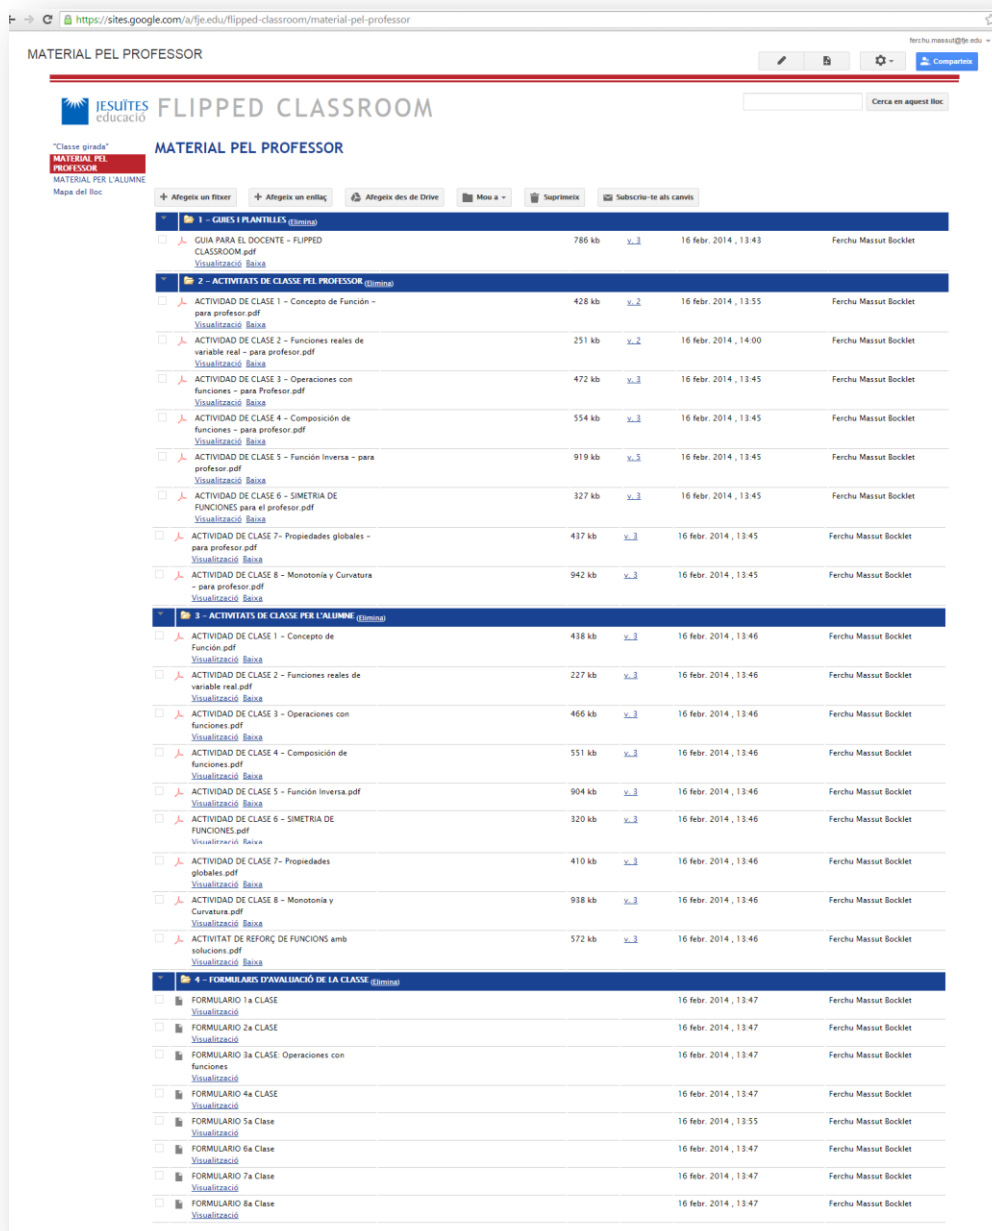 https://sites.google.com/a/fje.edu/flipped-classroom/material-pel-professor
ferchu.massut@fje.edu
MATERIAL PEL PROFESSOR
Comparteix
JESUÏTES educació
FLIPPED CLASSROOM
Cerca en aquest lloc
"Classe girada"
MATERIAL PEL PROFESSOR
MATERIAL PER L'ALUMNE
Mapa del lloc
MATERIAL PEL PROFESSOR
Afegeix un fitxer Afegeix un enllaç Afegeix des de Drive Mou a Suprimeix Subscriu-te als canvis
1 – GUIES I PLANTILLES (Elimina)
GUIA PARA EL DOCENTE – FLIPPED 786 kb v. 3 16 febr. 2014 , 13:43 Ferchu Massut Bocklet
CLASSROOM.pdf
Visualització Baixa
2 – ACTIVITATS DE CLASSE PEL PROFESSOR (Elimina)
ACTIVIDAD DE CLASE 1 – Concepto de Función – 428 kb v. 2 16 febr. 2014 , 13:55 Ferchu Massut Bocklet
para profesor.pdf
Visualització Baixa
ACTIVIDAD DE CLASE 2 – Funciones reales de 251 kb v. 2 16 febr. 2014 , 14:00 Ferchu Massut Bocklet
variable real – para profesor.pdf
Visualització Baixa
ACTIVIDAD DE CLASE 3 – Operaciones con 472 kb v. 3 16 febr. 2014 , 13:45 Ferchu Massut Bocklet
funciones – para Profesor.pdf
Visualització Baixa
ACTIVIDAD DE CLASE 4 – Composición de 554 kb v. 3 16 febr. 2014 , 13:45 Ferchu Massut Bocklet
funciones – para profesor.pdf
Visualització Baixa
ACTIVIDAD DE CLASE 5 – Función Inversa – para 919 kb v. 5 16 febr. 2014 , 13:45 Ferchu Massut Bocklet
profesor.pdf
Visualització Baixa
ACTIVIDAD DE CLASE 6 – SIMETRIA DE 327 kb v. 3 16 febr. 2014 , 13:45 Ferchu Massut Bocklet
FUNCIONES para el profesor.pdf
Visualització Baixa
ACTIVIDAD DE CLASE 7– Propiedades globales – 437 kb v. 3 16 febr. 2014 , 13:45 Ferchu Massut Bocklet
para profesor.pdf
Visualització Baixa
ACTIVIDAD DE CLASE 8 – Monotonía y Curvatura 942 kb v. 3 16 febr. 2014 , 13:45 Ferchu Massut Bocklet
– para profesor.pdf
Visualització Baixa
3 – ACTIVITATS DE CLASSE PER L'ALUMNE (Elimina)
ACTIVIDAD DE CLASE 1 – Concepto de 438 kb v. 3 16 febr. 2014 , 13:46 Ferchu Massut Bocklet
Función.pdf
Visualització Baixa
ACTIVIDAD DE CLASE 2 – Funciones reales de 227 kb v. 3 16 febr. 2014 , 13:46 Ferchu Massut Bocklet
variable real.pdf
Visualització Baixa
ACTIVIDAD DE CLASE 3 – Operaciones con 466 kb v. 3 16 febr. 2014 , 13:46 Ferchu Massut Bocklet
funciones.pdf
Visualització Baixa
ACTIVIDAD DE CLASE 4 – Composición de 551 kb v. 3 16 febr. 2014 , 13:46 Ferchu Massut Bocklet
funciones.pdf
Visualització Baixa
ACTIVIDAD DE CLASE 5 – Función Inversa.pdf 904 kb v. 3 16 febr. 2014 , 13:46 Ferchu Massut Bocklet
Visualització Baixa
ACTIVIDAD DE CLASE 6 – SIMETRIA DE 320 kb v. 3 16 febr. 2014 , 13:46 Ferchu Massut Bocklet
FUNCIONES.pdf
Visualització Baixa
ACTIVIDAD DE CLASE 7– Propiedades 410 kb v. 3 16 febr. 2014 , 13:46 Ferchu Massut Bocklet
globales.pdf
Visualització Baixa
ACTIVIDAD DE CLASE 8 – Monotonía y 938 kb v. 3 16 febr. 2014 , 13:46 Ferchu Massut Bocklet
Curvatura.pdf
Visualització Baixa
ACTIVITAT DE REFORÇ DE FUNCIONS amb 572 kb v. 3 16 febr. 2014 , 13:46 Ferchu Massut Bocklet
solucions.pdf
Visualització Baixa
4 – FORMULARIS D'AVALUACIÓ DE LA CLASSE (Elimina)
FORMULARIO 1a CLASE 16 febr. 2014 , 13:47 Ferchu Massut Bocklet
Visualització
FORMULARIO 2a CLASE 16 febr. 2014 , 13:47 Ferchu Massut Bocklet
Visualització
FORMULARIO 3a CLASE: Operaciones con 16 febr. 2014 , 13:47 Ferchu Massut Bocklet
funciones
Visualització
FORMULARIO 4a CLASE 16 febr. 2014 , 13:47 Ferchu Massut Bocklet
Visualització
FORMULARIO 5a Clase 16 febr. 2014 , 13:55 Ferchu Massut Bocklet
Visualització
FORMULARIO 6a Clase 16 febr. 2014 , 13:47 Ferchu Massut Bocklet
Visualització
FORMULARIO 7a Clase 16 febr. 2014 , 13:47 Ferchu Massut Bocklet
Visualització
FORMULARIO 8a Clase 16 febr. 2014 , 13:47 Ferchu Massut Bocklet
Visualització